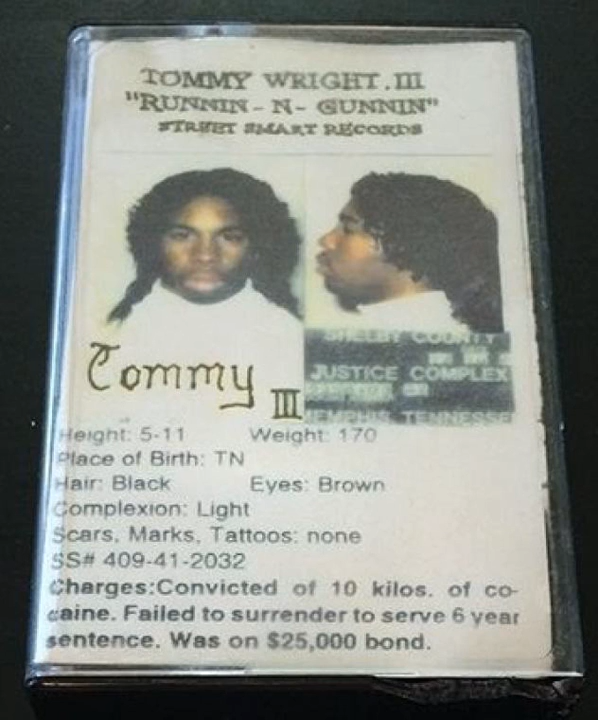 TOMMY WRIGHT.III
"RUNNIN-N-GUNNIN"
STREET SMART RECORDS
SHELBY COUNTY
JUSTICE COMPLEX
MEMPHIS TENNESSEE
Tommy III
Height: 5-11 Weight: 170
Place of Birth: TN
Hair: Black Eyes: Brown
Complexion: Light
Scars, Marks, Tattoos: none
SS# 409-41-2032
Charges:Convicted of 10 kilos. of co-
caine. Failed to surrender to serve 6 year
sentence. Was on $25,000 bond.